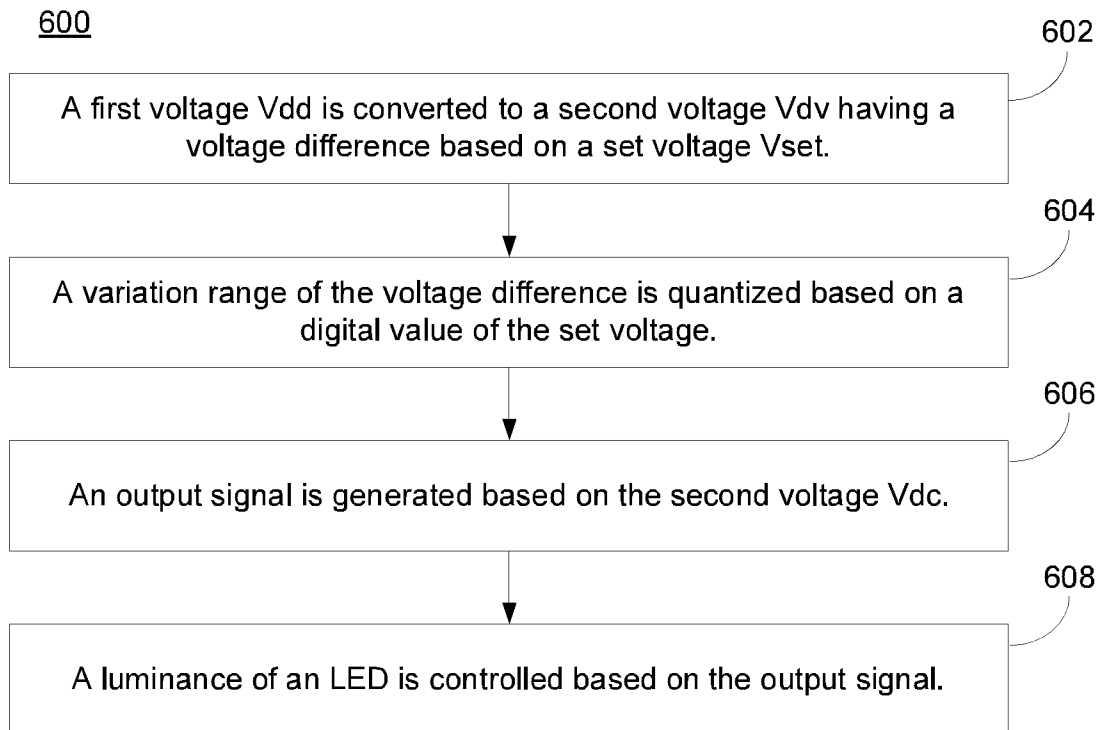 600
602
A first voltage Vdd is converted to a second voltage Vdv having a
voltage difference based on a set voltage Vset.
604
A variation range of the voltage difference is quantized based on a
digital value of the set voltage.
606
An output signal is generated based on the second voltage Vdc.
608
A luminance of an LED is controlled based on the output signal.